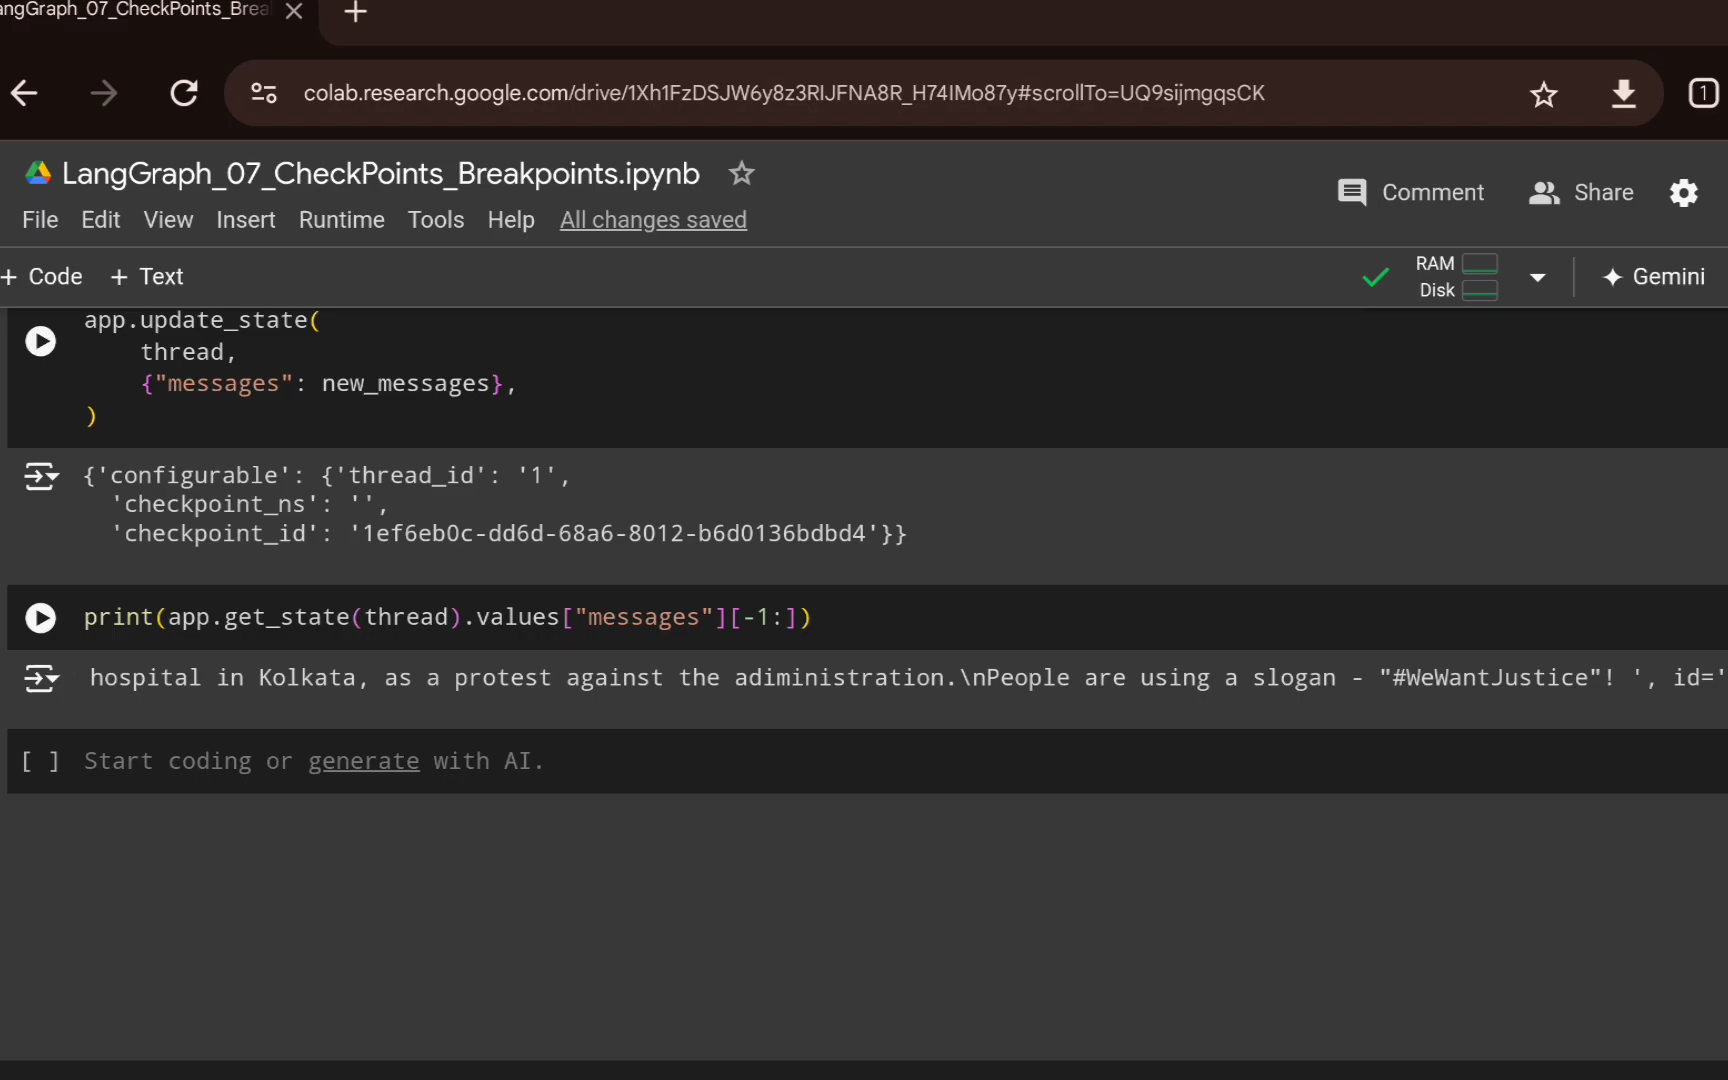 angGraph_07_CheckPoints_Brea
colab.research.google.com/drive/1Xh1FzDSJW6y8z3RIJFNA8R_H74IMo87y#scrollTo=UQ9sijmgqsCK
1
LangGraph_07_CheckPoints_Breakpoints.ipynb
Comment
Share
File Edit View Insert Runtime Tools Help All changes saved
+ Code + Text
RAM
Disk
Gemini
app.update_state(
thread,
{"messages": new_messages},
)
{'configurable': {'thread_id': '1',
'checkpoint_ns': '',
'checkpoint_id': '1ef6eb0c-dd6d-68a6-8012-b6d0136bdbd4'}}
print(app.get_state(thread).values["messages"][-1:])
hospital in Kolkata, as a protest against the adiministration.\nPeople are using a slogan - "#WeWantJustice"! ', id='
[ ] Start coding or generate with AI.